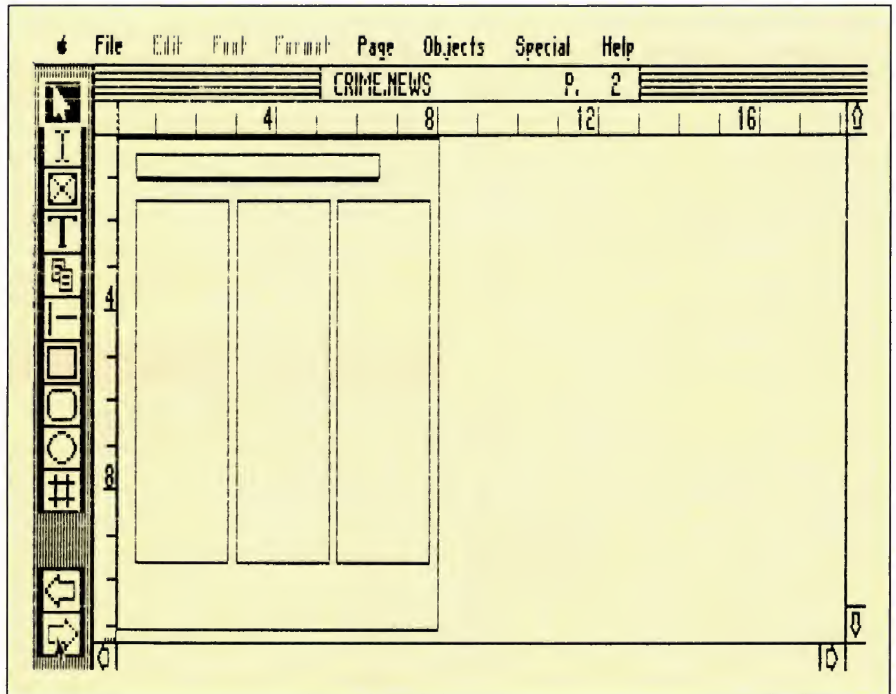 File Edit Font Format Page Objects Special Help
CRIME.NEWS P. 2
4 8 12 16
T
4
8